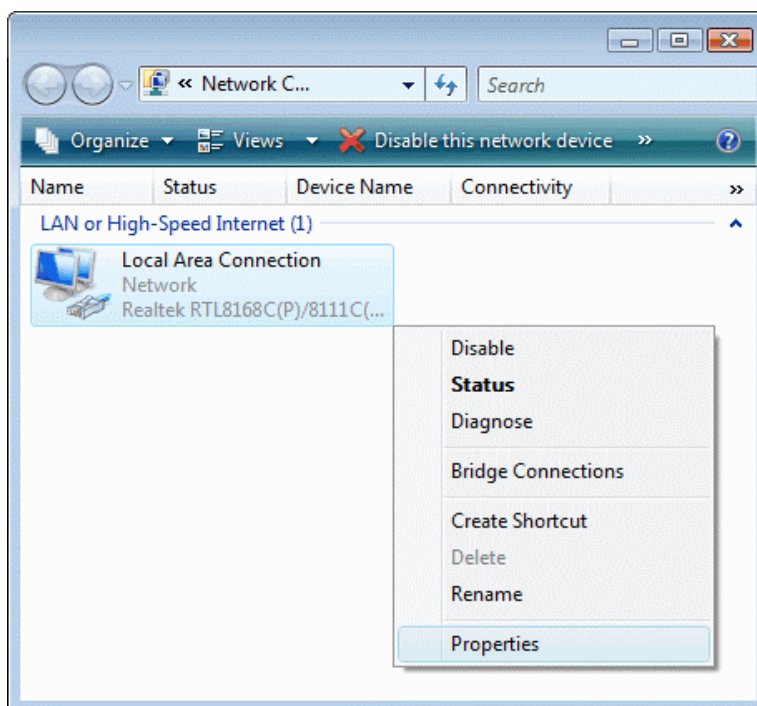 « Network C...
Search
Organize Views Disable this network device »
Name Status Device Name Connectivity »
LAN or High-Speed Internet (1)
Local Area Connection
Network
Realtek RTL8168C(P)/8111C(...
Disable
Status
Diagnose
Bridge Connections
Create Shortcut
Delete
Rename
Properties